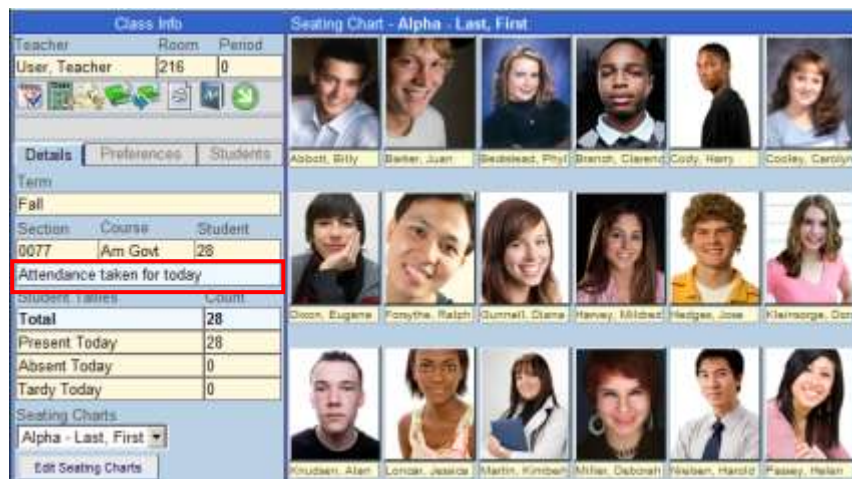 Class Info
Teacher Room Period
User, Teacher 216 0
Details Preferences Students
Term
Fall
Section Course Student
0077 Am Govt 28
Attendance taken for today
Student Tallies Count
Total 28
Present Today 28
Absent Today 0
Tardy Today 0
Seating Charts
Alpha - Last, First
Edit Seating Charts
Seating Chart - Alpha - Last, First
Abbott, Billy Barker, Juan Bedstead, Phyl Branch, Clarenc Cody, Harry Cooley, Carolyn
Dixon, Eugene Forsythe, Ralph Gunnell, Diana Harvey, Mildred Hedges, Jose Kleinsorge, Don
Knudsen, Alan Loncar, Jessica Martin, Kimberl Miller, Deborah Nielsen, Harold Passey, Helen